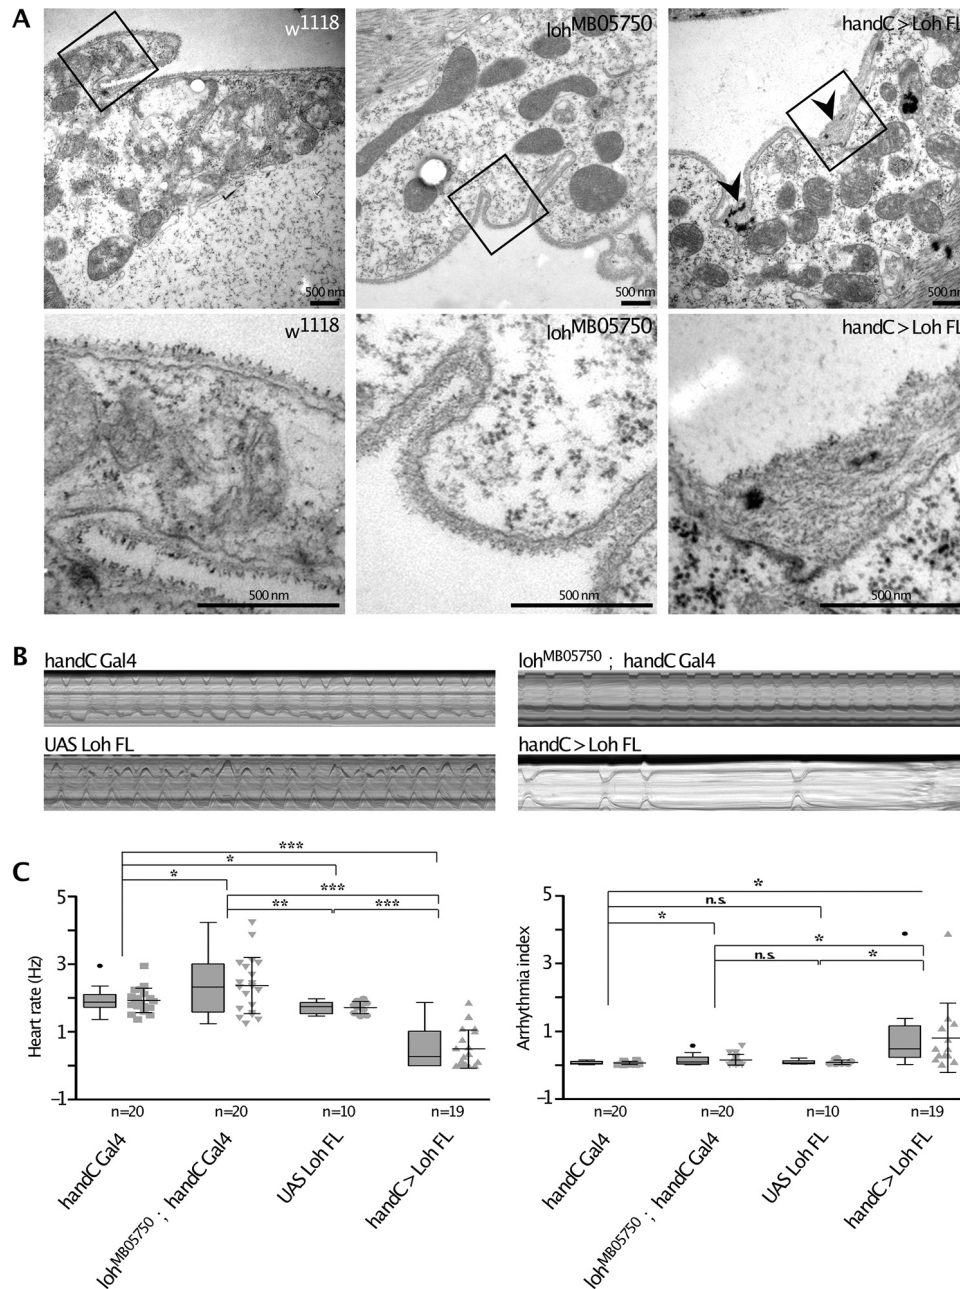 A
w1118
lohMB05750
handC > Loh FL
500 nm
500 nm
500 nm
w1118
lohMB05750
handC > Loh FL
500 nm
500 nm
500 nm
B
handC Gal4
lohMB05750 ; handC Gal4
UAS Loh FL
handC > Loh FL
C
***
*
*
***
**
***
5
3
1
−1
Heart rate (Hz)
n=20
n=20
n=10
n=19
handC Gal4
lohMB05750 ; handC Gal4
UAS Loh FL
handC > Loh FL
*
n.s.
*
*
n.s.
*
5
3
1
−1
Arrhythmia index
n=20
n=20
n=10
n=19
handC Gal4
lohMB05750 ; handC Gal4
UAS Loh FL
handC > Loh FL